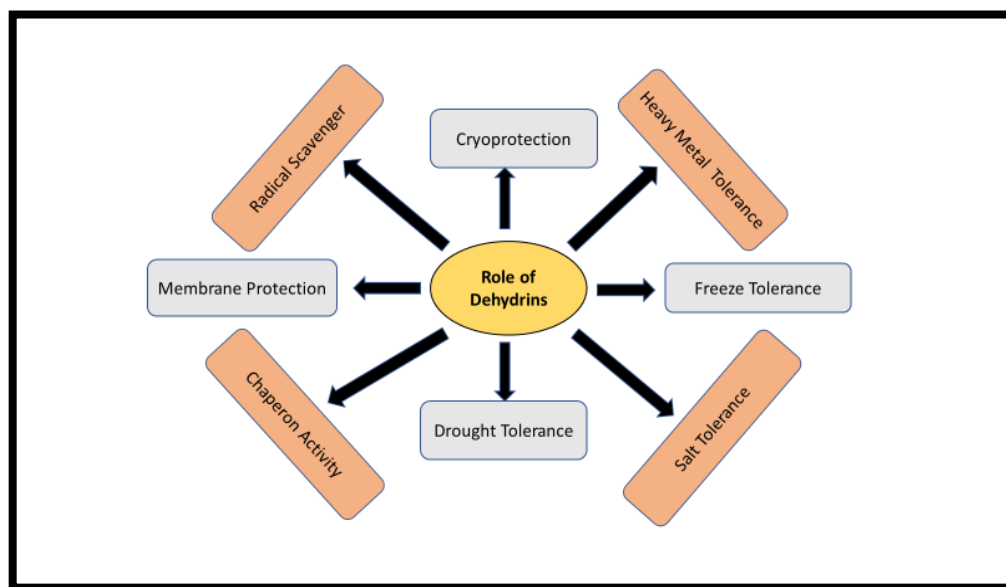 Radical Scavenger
Cryoprotection
Heavy Metal Tolerance
Membrane Protection
Role of
Dehydrins
Freeze Tolerance
Chaperon Activity
Drought Tolerance
Salt Tolerance